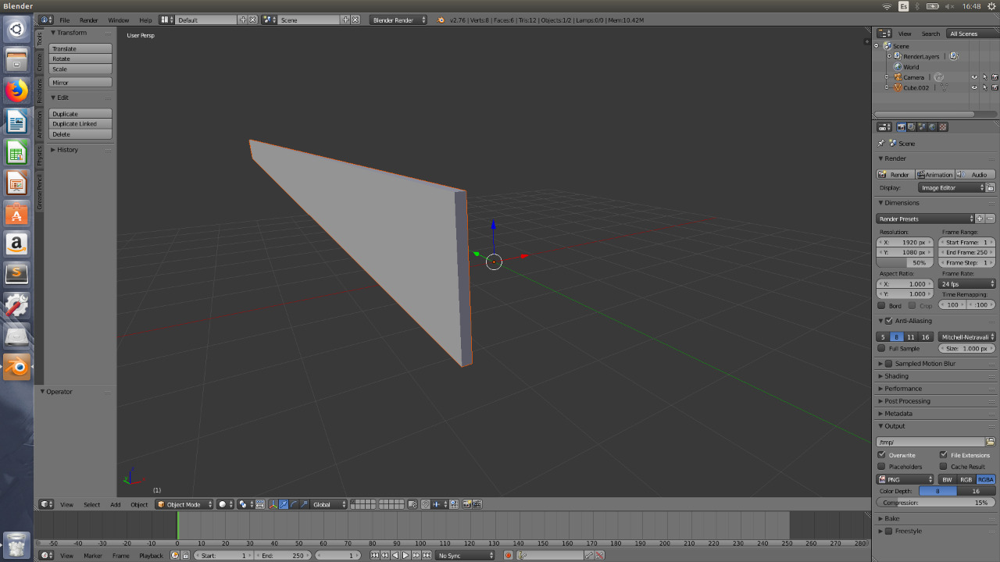 Blender
Es
16:48
File Render Window Help
Default
Scene
Blender Render
v2.76 | Verts:8 | Faces:6 | Tris:12 | Objects:1/2 | Lamps:0/0 | Mem:10.42M
View Search All Scenes
Tools
Create
Relations
Animation
Physics
Grease Pencil
Transform
Translate
Rotate
Scale
Mirror
Edit
Duplicate
Duplicate Linked
Delete
History
Operator
User Persp
(1)
Scene
RenderLayers
World
Camera
Cube.002
Scene
Render
Render Animation Audio
Display: Image Editor
Dimensions
Render Presets
Resolution: Frame Range:
X: 1920 px Start Frame: 1
Y: 1080 px End Frame: 250
50% Frame Step: 1
Aspect Ratio: Frame Rate:
X: 1.000 24 fps
Y: 1.000 Time Remapping:
Bord Crop 100 :100
Anti-Aliasing
5 8 11 16 Mitchell-Netravali
Full Sample Size: 1.000 px
Sampled Motion Blur
Shading
Performance
Post Processing
Metadata
Output
/tmp/
Overwrite File Extensions
Placeholders Cache Result
PNG BW RGB RGBA
Color Depth: 8 16
Compression: 15%
Bake
Freestyle
View Select Add Object Object Mode Global
-50 -40 -30 -20 -10 0 10 20 30 40 50 60 70 80 90 100 110 120 130 140 150 160 170 180 190 200 210 220 230 240 250 260 270 280
View Marker Frame Playback Start: 1 End: 250 1 No Sync